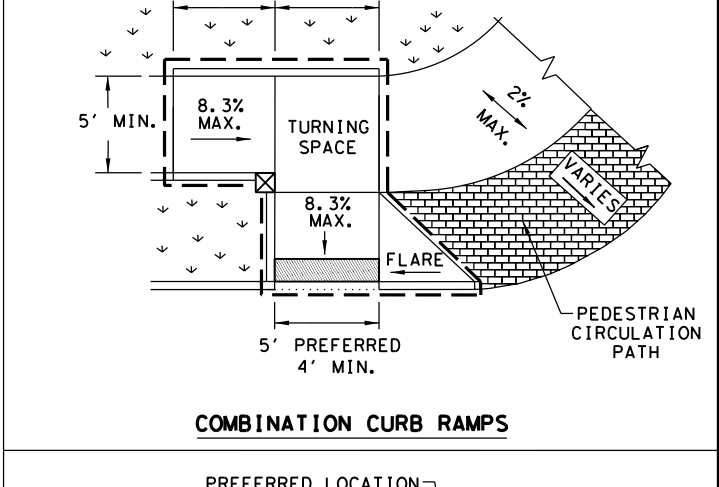 5' MIN.
8.3%
MAX.
TURNING
SPACE
2%
MAX.
VARIES
8.3%
MAX.
FLARE
5' PREFERRED
4' MIN.
PEDESTRIAN
CIRCULATION
PATH
COMBINATION CURB RAMPS
PREFERRED LOCATION